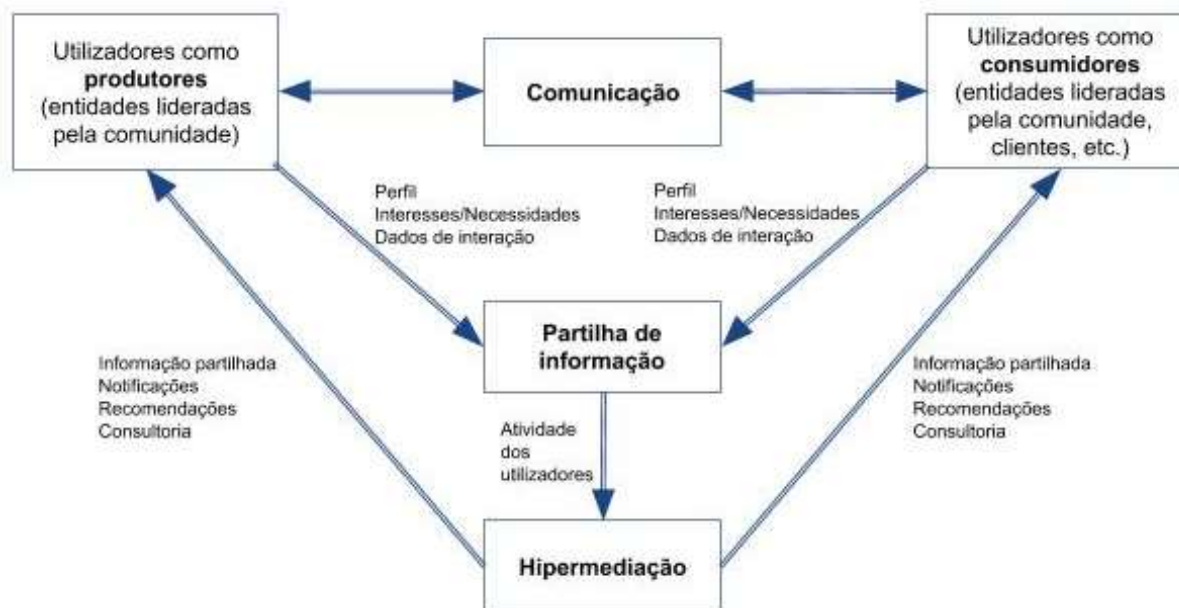 Utilizadores como
produtores
(entidades lideradas
pela comunidade)
Comunicação
Utilizadores como
consumidores
(entidades lideradas
pela comunidade,
clientes, etc.)
Perfil
Interesses/Necessidades
Dados de interação
Perfil
Interesses/Necessidades
Dados de interação
Partilha de
informação
Informação partilhada
Notificações
Recomendações
Consultoria
Atividade
dos
utilizadores
Informação partilhada
Notificações
Recomendações
Consultoria
Hipermediação